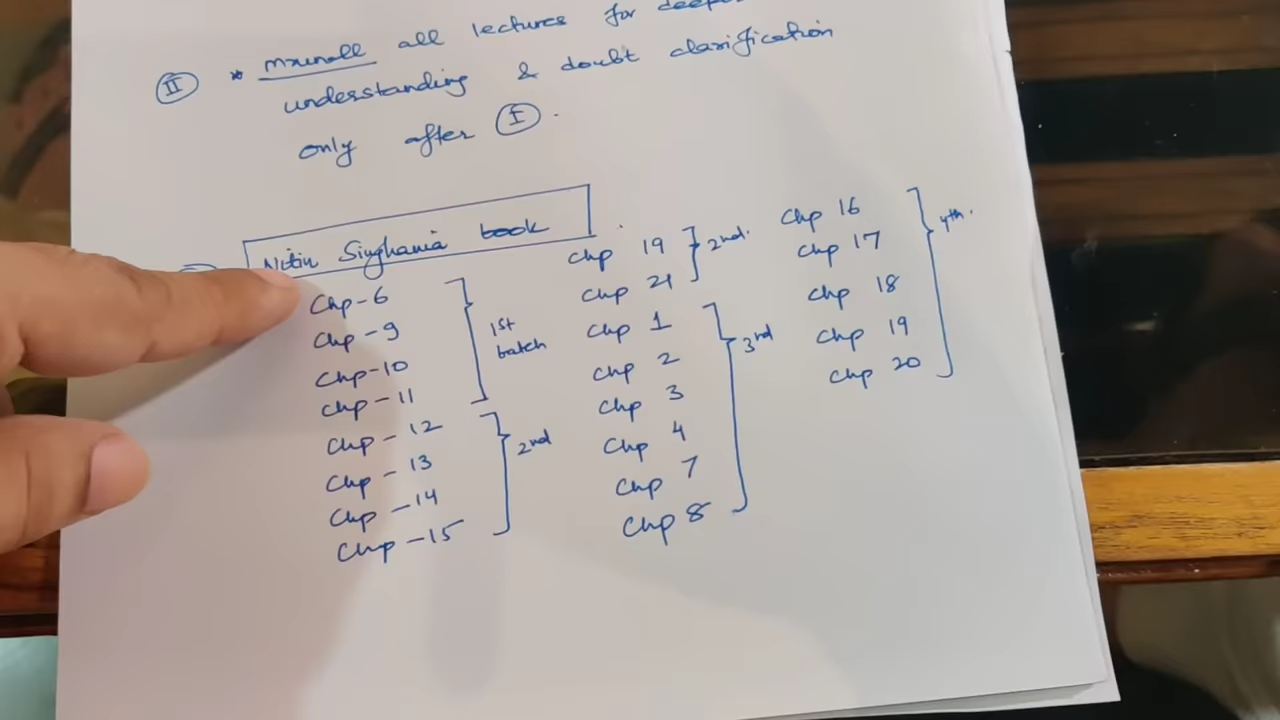 II * mrunall all lectures for deeper
understanding & doubt clarification
only after I.
Nitin Singhania book
Chp-6
Chp-9
Chp-10
Chp-11
1st batch
Chp-12
Chp-13
Chp-14
Chp-15
2nd
Chp 19
Chp 21
2nd.
Chp 1
Chp 2
Chp 3
Chp 4
Chp 7
Chp 8
3rd
Chp 16
Chp 17
Chp 18
Chp 19
Chp 20
4th.